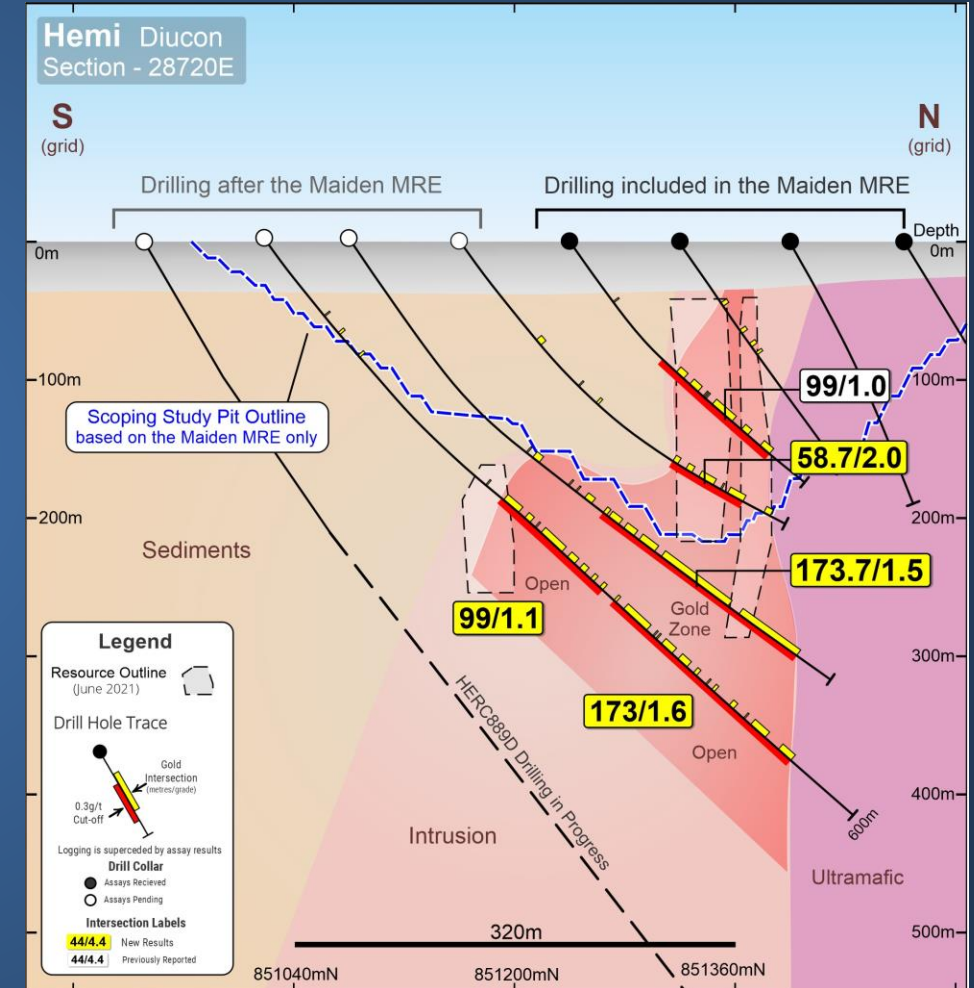 Hemi Diucon
Section - 28720E
S
(grid)
N
(grid)
Drilling after the Maiden MRE
Drilling included in the Maiden MRE
Depth
0m
0m
100m
100m
99/1.0
Scoping Study Pit Outline
based on the Maiden MRE only
58.7/2.0
200m
200m
Sediments
173.7/1.5
Open
Gold
Zone
99/1.1
300m
173/1.6
Open
HERC889D Drilling in Progress
400m
600m
Intrusion
Ultramafic
500m
320m
851040mN
851200mN
851360mN
Legend
Resource Outline
(June 2021)
Drill Hole Trace
Gold
Intersection
(metres/grade)
0.3g/t
Cut-off
Logging is superceded by assay results
Drill Collar
Assays Recieved
Assays Pending
Intersection Labels
44/4.4 New Results
44/4.4 Previously Reported